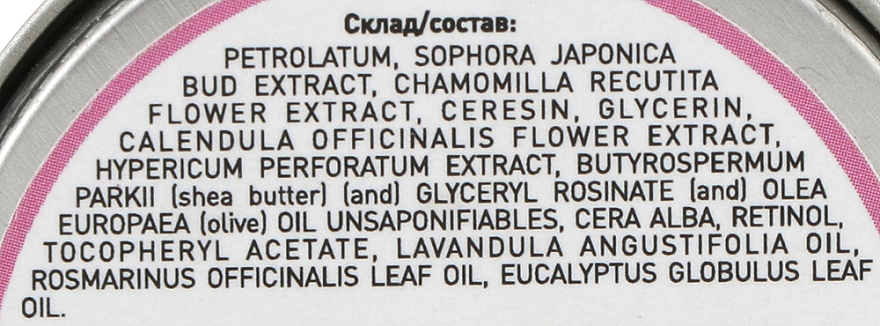 Склад/состав:
PETROLATUM, SOPHORA JAPONICA
BUD EXTRACT, CHAMOMILLA RECUTITA
FLOWER EXTRACT, CERESIN, GLYCERIN,
CALENDULA OFFICINALIS FLOWER EXTRACT,
HYPERICUM PERFORATUM EXTRACT, BUTYROSPERMUM
PARKII (shea butter) (and) GLYCERYL ROSINATE (and) OLEA
EUROPAEA (olive) OIL UNSAPONIFIABLES, CERA ALBA, RETINOL,
TOCOPHERYL ACETATE, LAVANDULA ANGUSTIFOLIA OIL,
ROSMARINUS OFFICINALIS LEAF OIL, EUCALYPTUS GLOBULUS LEAF
OIL.